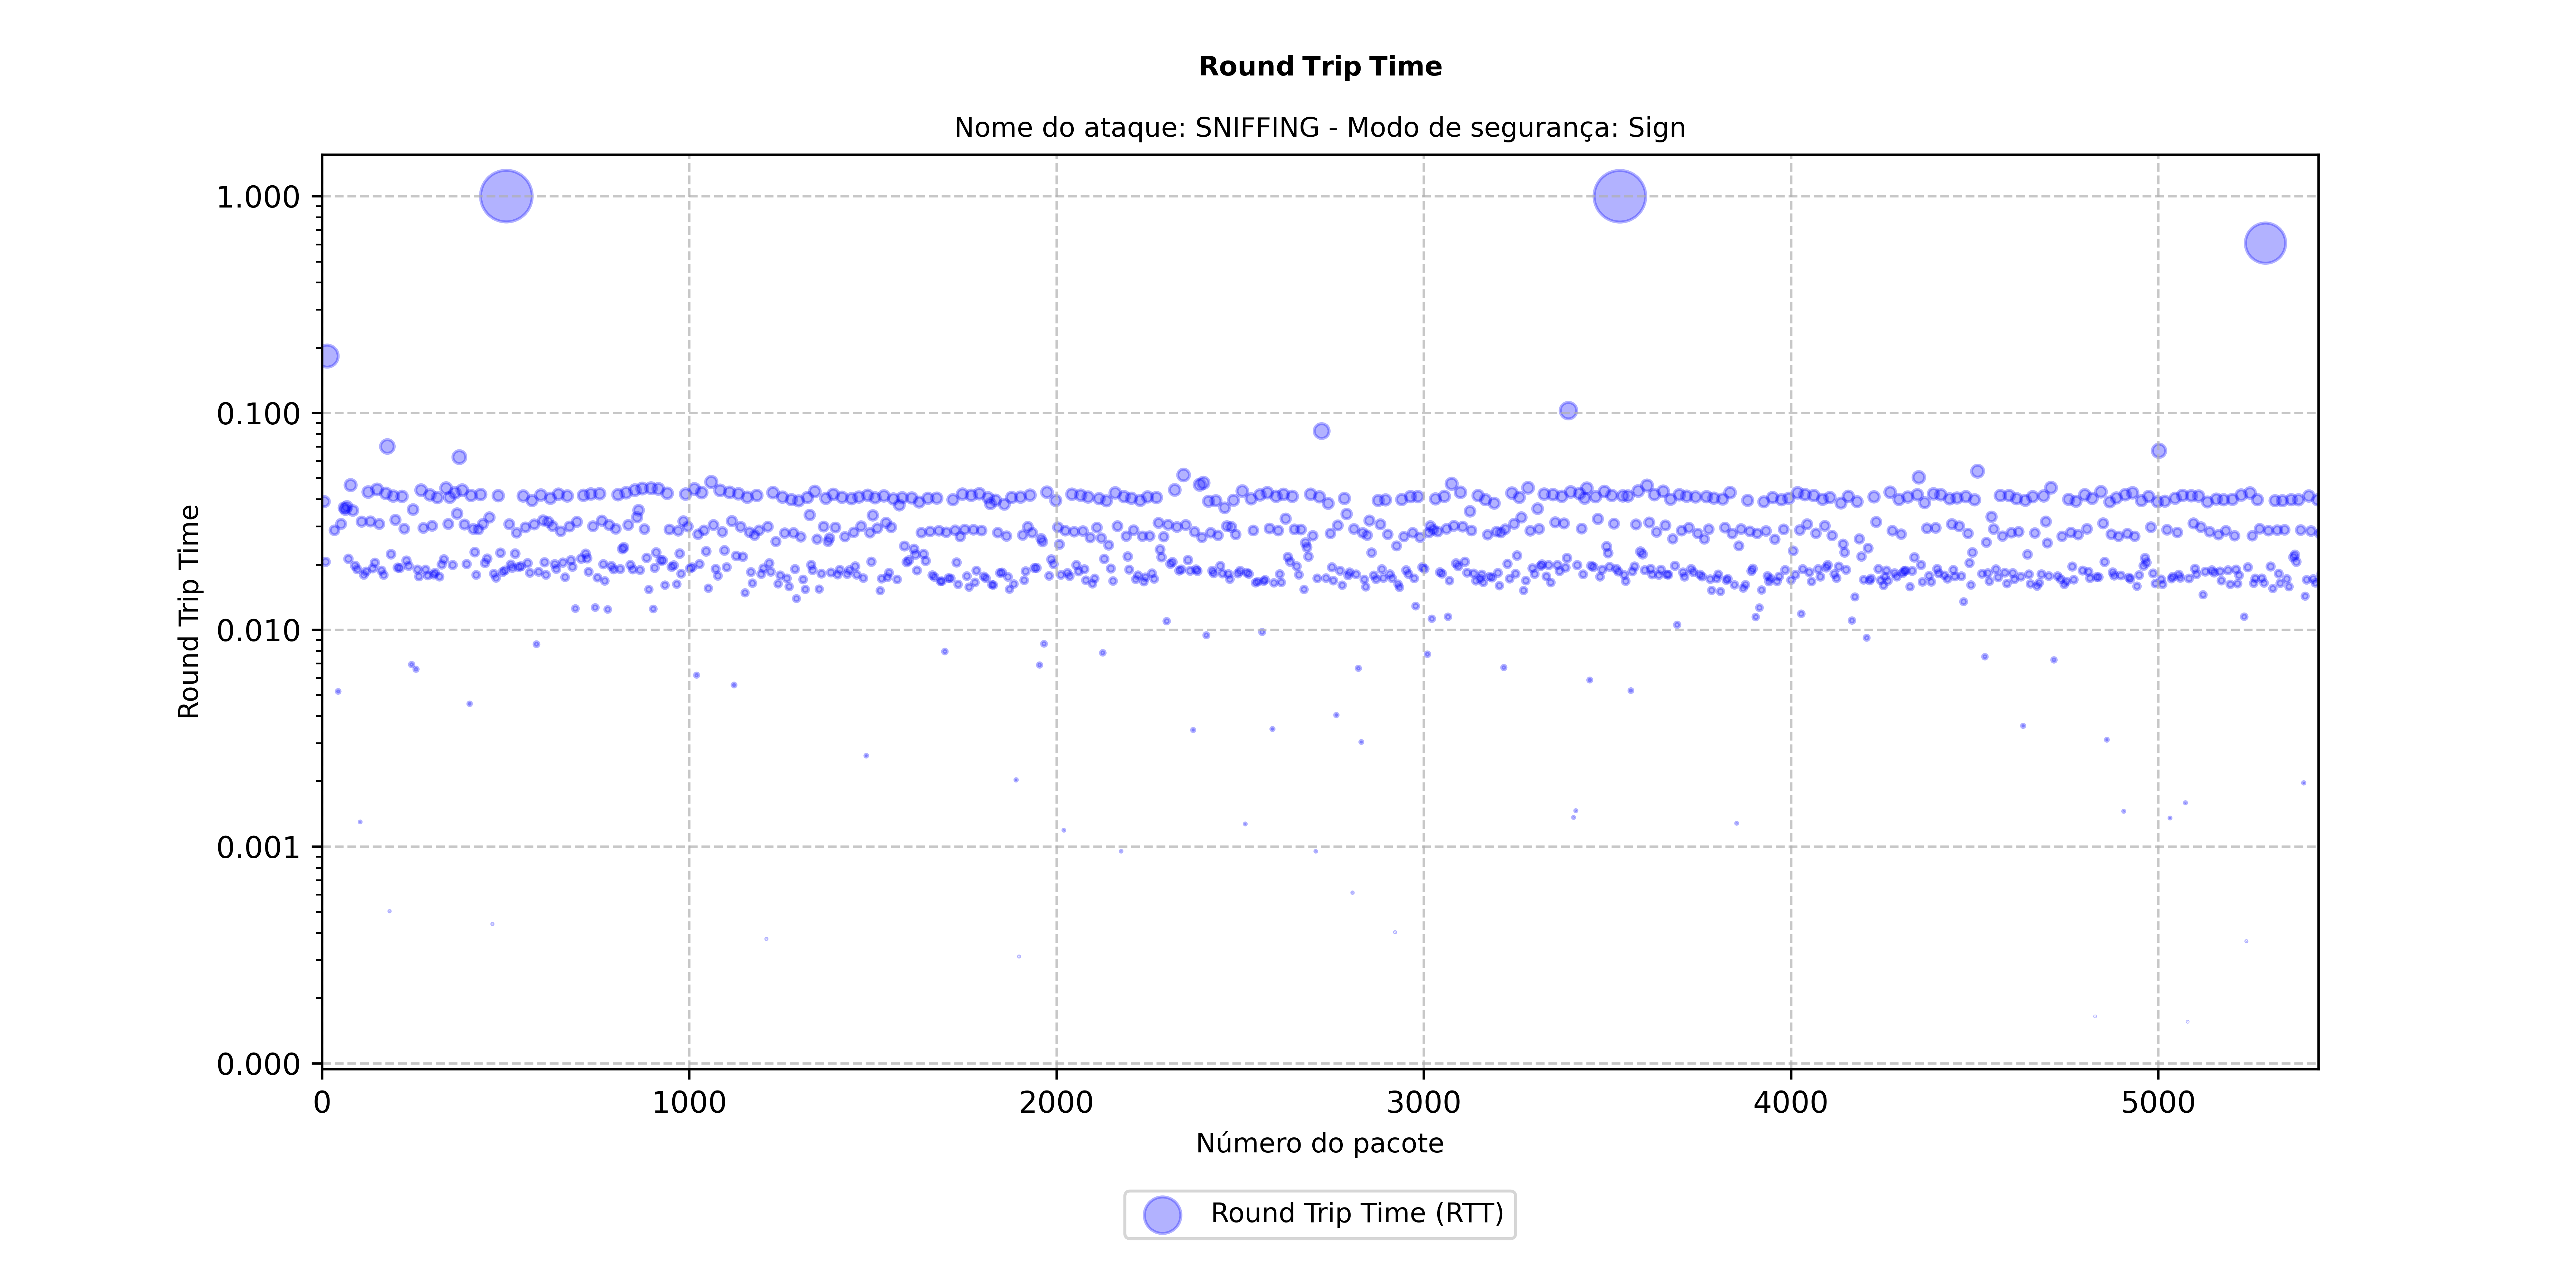 Round Trip Time
Nome do ataque: SNIFFING - Modo de segurança: Sign
Round Trip Time
1.000
0.100
0.010
0.001
0.000
0 1000 2000 3000 4000 5000
Número do pacote
Round Trip Time (RTT)